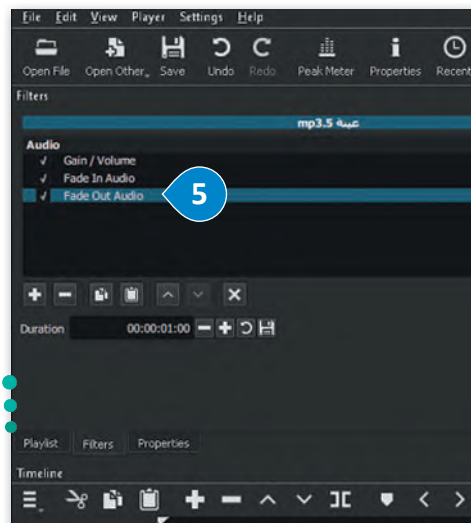 File Edit View Player Settings Help
Open File Open Other... Save Undo Redo Peak Meter Properties Recent
Filters
عينة mp3.5
Audio
√ Gain / Volume
√ Fade In Audio
√ Fade Out Audio
5
Duration 00:00:01:00
Playlist Filters Properties
Timeline